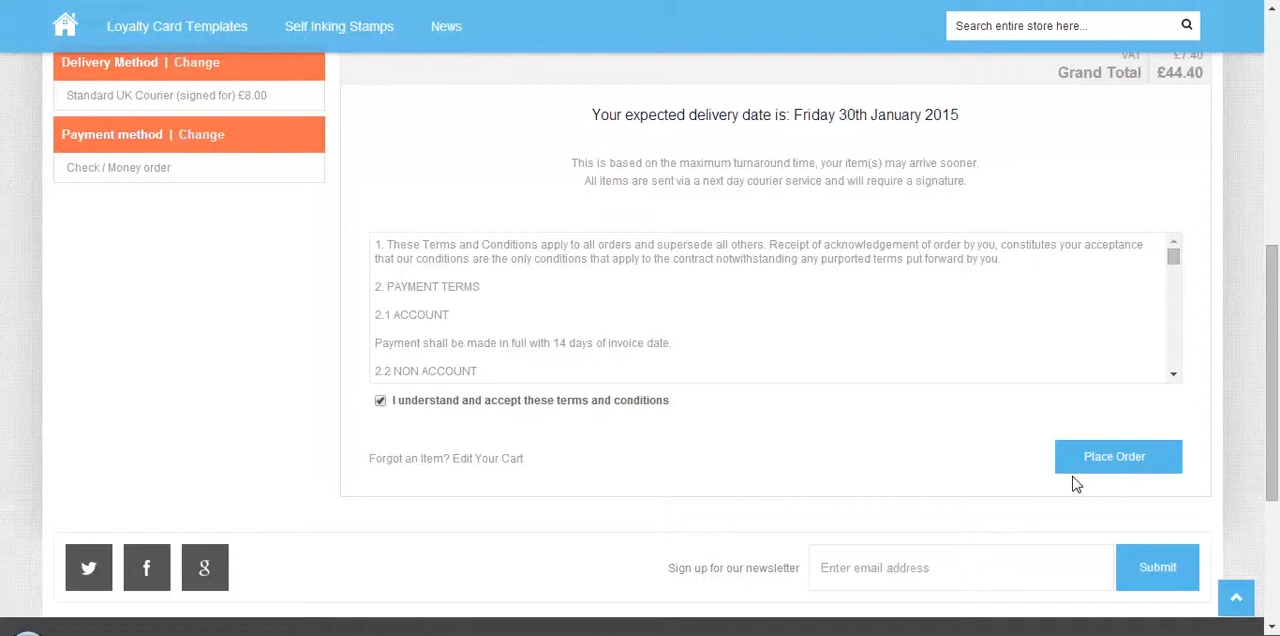 Loyalty Card Templates
Self Inking Stamps
News
Search entire store here...
Delivery Method | Change
Standard UK Courier (signed for) £8.00
Payment method | Change
Check / Money order
VAT £7.40
Grand Total £44.40
Your expected delivery date is: Friday 30th January 2015
This is based on the maximum turnaround time, your item(s) may arrive sooner.
All items are sent via a next day courier service and will require a signature.
1. These Terms and Conditions apply to all orders and supersede all others. Receipt of acknowledgement of order by you, constitutes your acceptance
that our conditions are the only conditions that apply to the contract notwithstanding any purported terms put forward by you.
2. PAYMENT TERMS
2.1 ACCOUNT
Payment shall be made in full with 14 days of invoice date.
2.2 NON ACCOUNT
I understand and accept these terms and conditions
Forgot an Item? Edit Your Cart
Place Order
Sign up for our newsletter
Enter email address
Submit